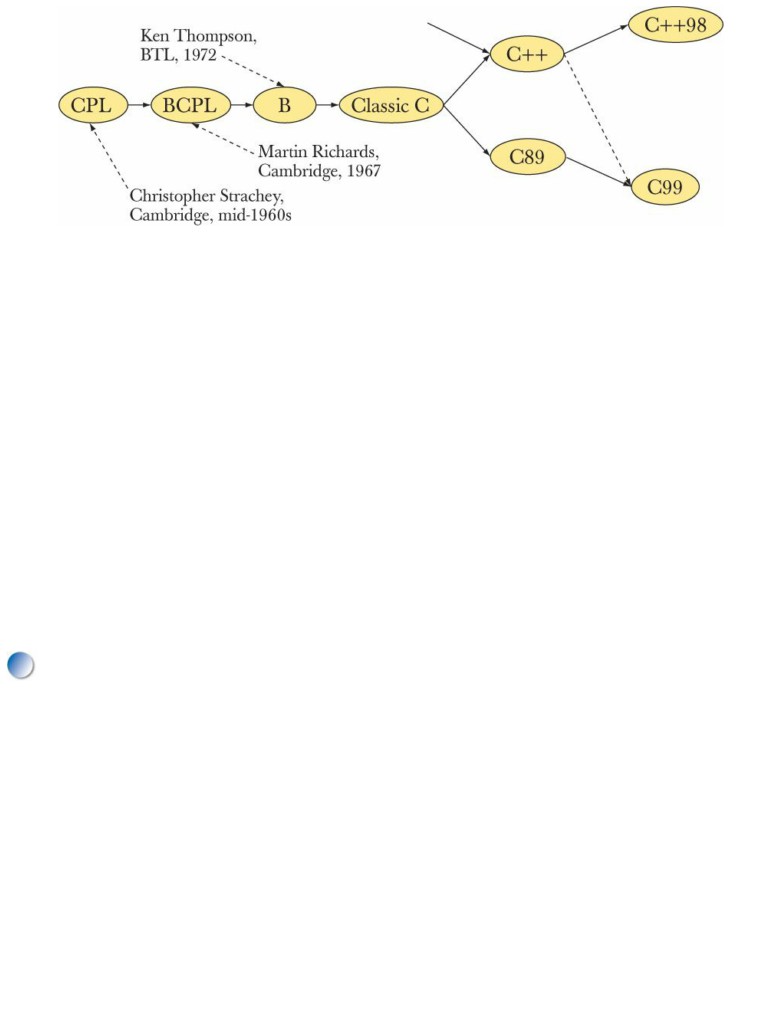 C++98
Ken Thompson,
BTL, 1972
C++
CPL
BCPL
B
Classic C
Martin Richards,
Cambridge, 1967
C89
Christopher Strachey,
Cambridge, mid-1960s
C99